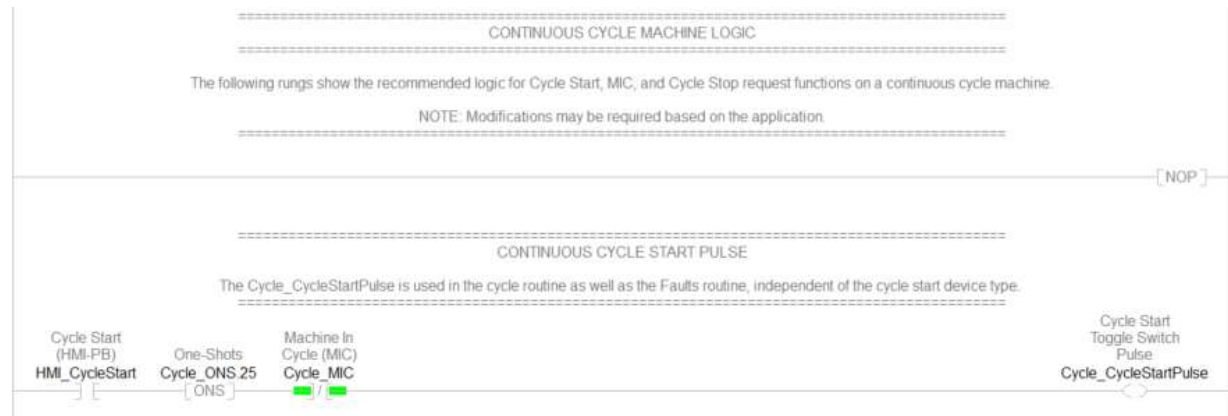 ================================================================================
CONTINUOUS CYCLE MACHINE LOGIC
================================================================================
The following rungs show the recommended logic for Cycle Start, MIC, and Cycle Stop request functions on a continuous cycle machine.
NOTE: Modifications may be required based on the application.
================================================================================
[NOP]
================================================================================
CONTINUOUS CYCLE START PULSE
================================================================================
The Cycle_CycleStartPulse is used in the cycle routine as well as the Faults routine, independent of the cycle start device type.
================================================================================
Cycle Start
(HMI-PB)
HMI_CycleStart
One-Shots
Cycle_ONS.25
[ONS]
Machine In
Cycle (MIC)
Cycle_MIC
/
Cycle Start
Toggle Switch
Pulse
Cycle_CycleStartPulse